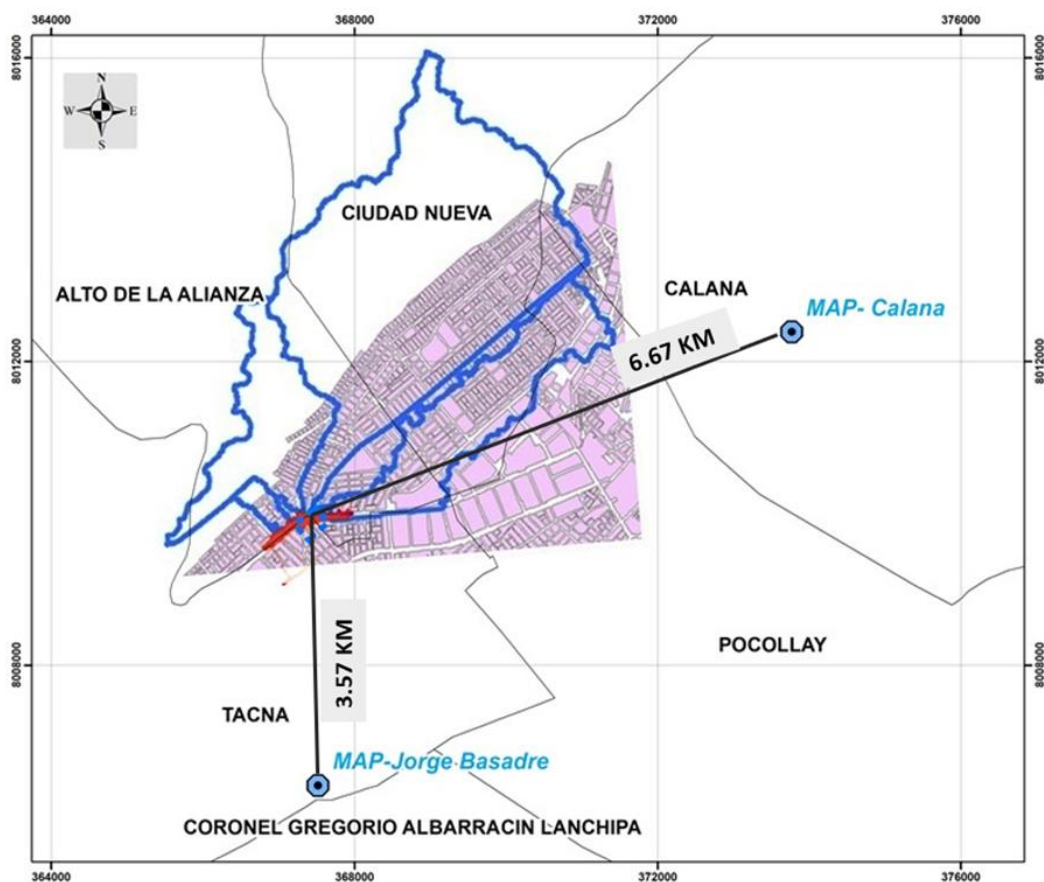 364000
368000
372000
376000
8016000
8016000
N
W
E
S
CIUDAD NUEVA
ALTO DE LA ALIANZA
CALANA
MAP- Calana
6.67 KM
8012000
8012000
3.57 KM
POCOLLAY
8008000
8008000
TACNA
MAP-Jorge Basadre
CORONEL GREGORIO ALBARRACIN LANCHIPA
364000
368000
372000
376000